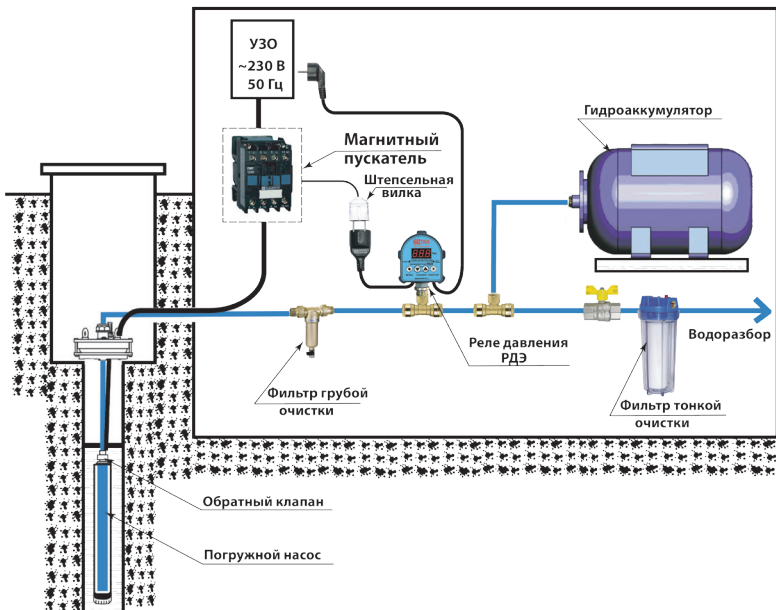 УЗО
~230 В
50 Гц
Магнитный
пускатель
Штепсельная
вилка
Гидроаккумулятор
Реле давления
РДЭ
Водоразбор
Фильтр грубой
очистки
Фильтр тонкой
очистки
Обратный клапан
Погружной насос